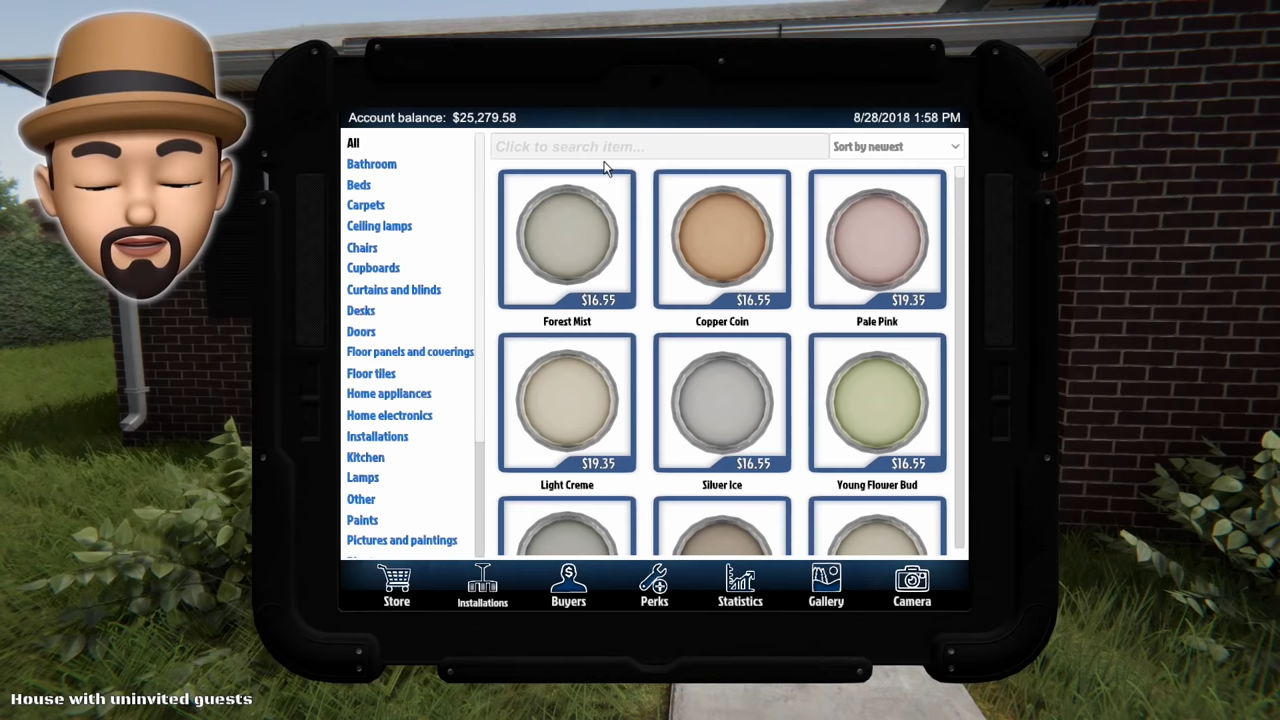 Account balance: $25,279.58
8/28/2018 1:58 PM
All
Bathroom
Beds
Carpets
Ceiling lamps
Chairs
Cupboards
Curtains and blinds
Desks
Doors
Floor panels and coverings
Floor tiles
Home appliances
Home electronics
Installations
Kitchen
Lamps
Other
Paints
Pictures and paintings
Click to search item...
Sort by newest
$16.55
$16.55
$19.35
Forest Mist
Copper Coin
Pale Pink
$19.35
$16.55
$16.55
Light Creme
Silver Ice
Young Flower Bud
Store
Installations
Buyers
Perks
Statistics
Gallery
Camera
House with uninvited guests